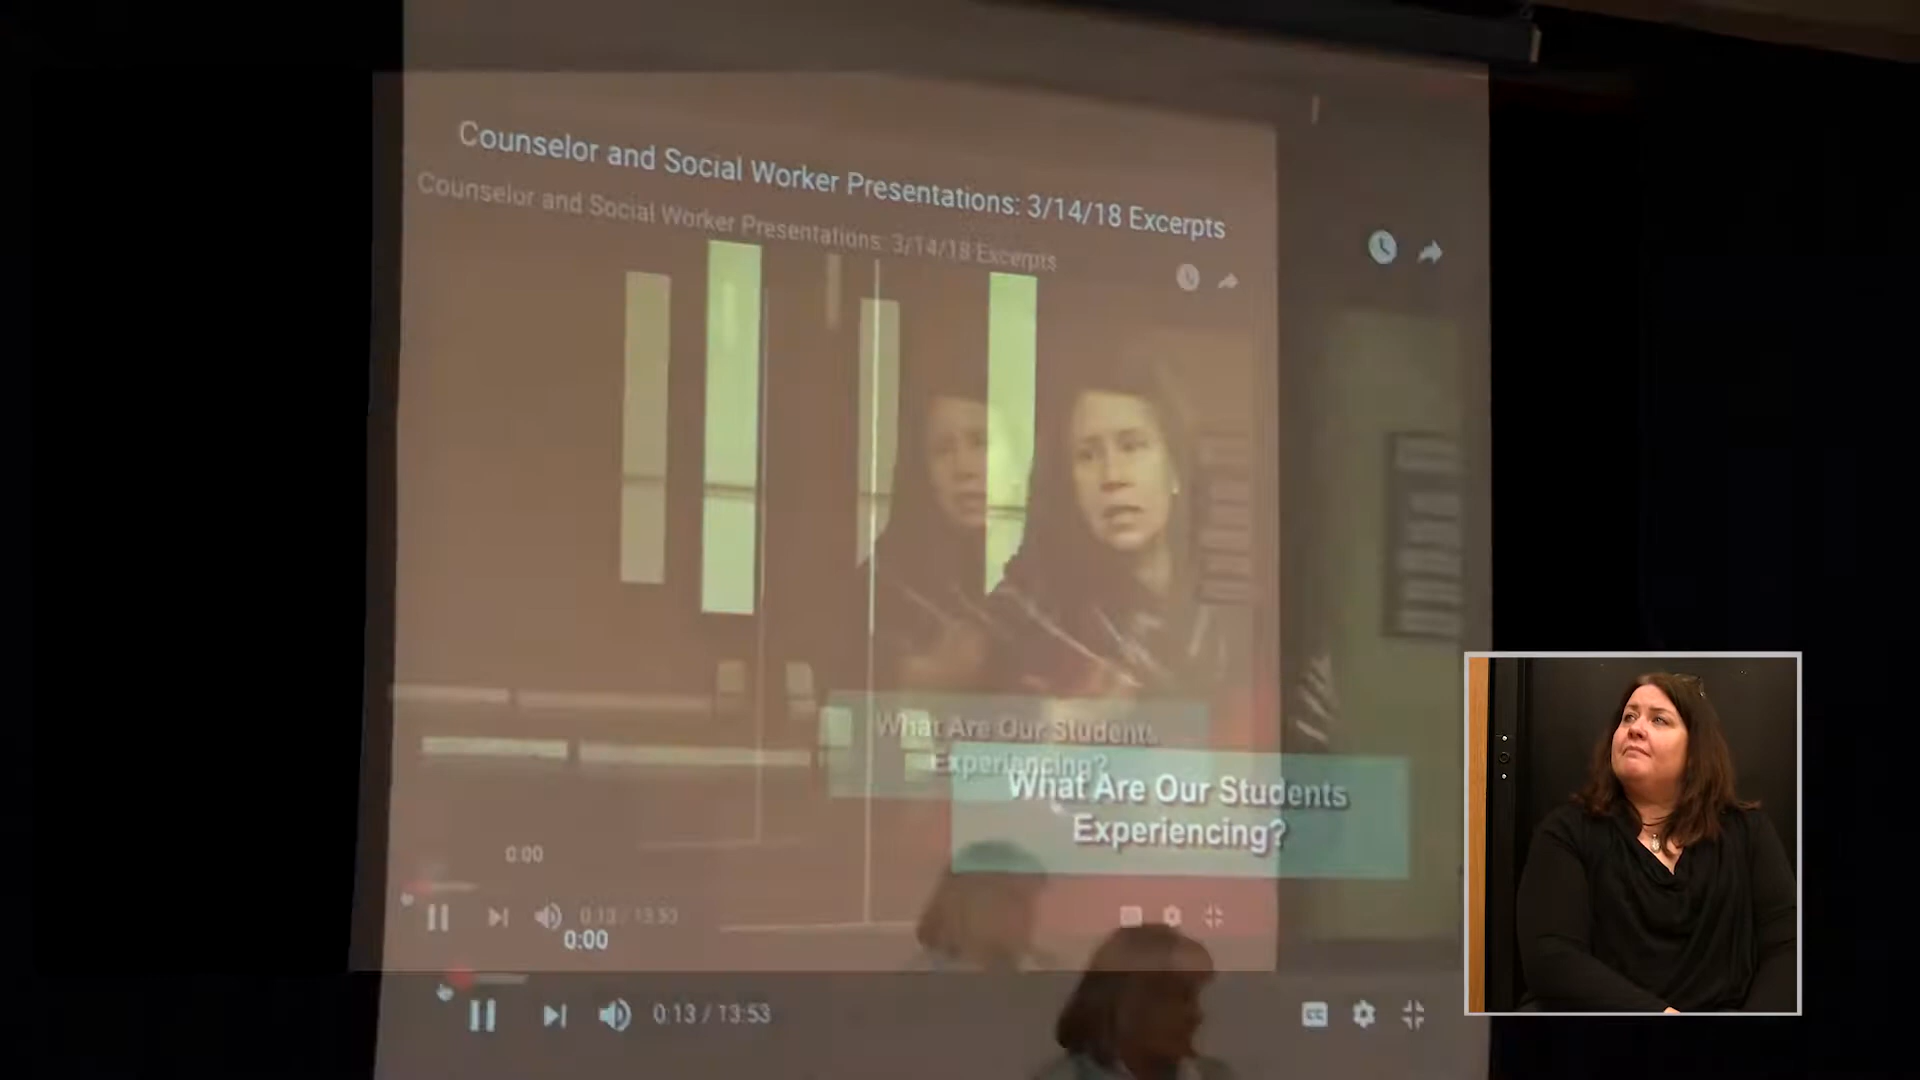 Counselor and Social Worker Presentations: 3/14/18 Excerpts
Counselor and Social Worker Presentations: 3/14/18 Excerpts
What Are Our Students
Experiencing?
What Are Our Students
Experiencing?
0:00
0:13 / 13:53
0:00
0:13 / 13:53
CC